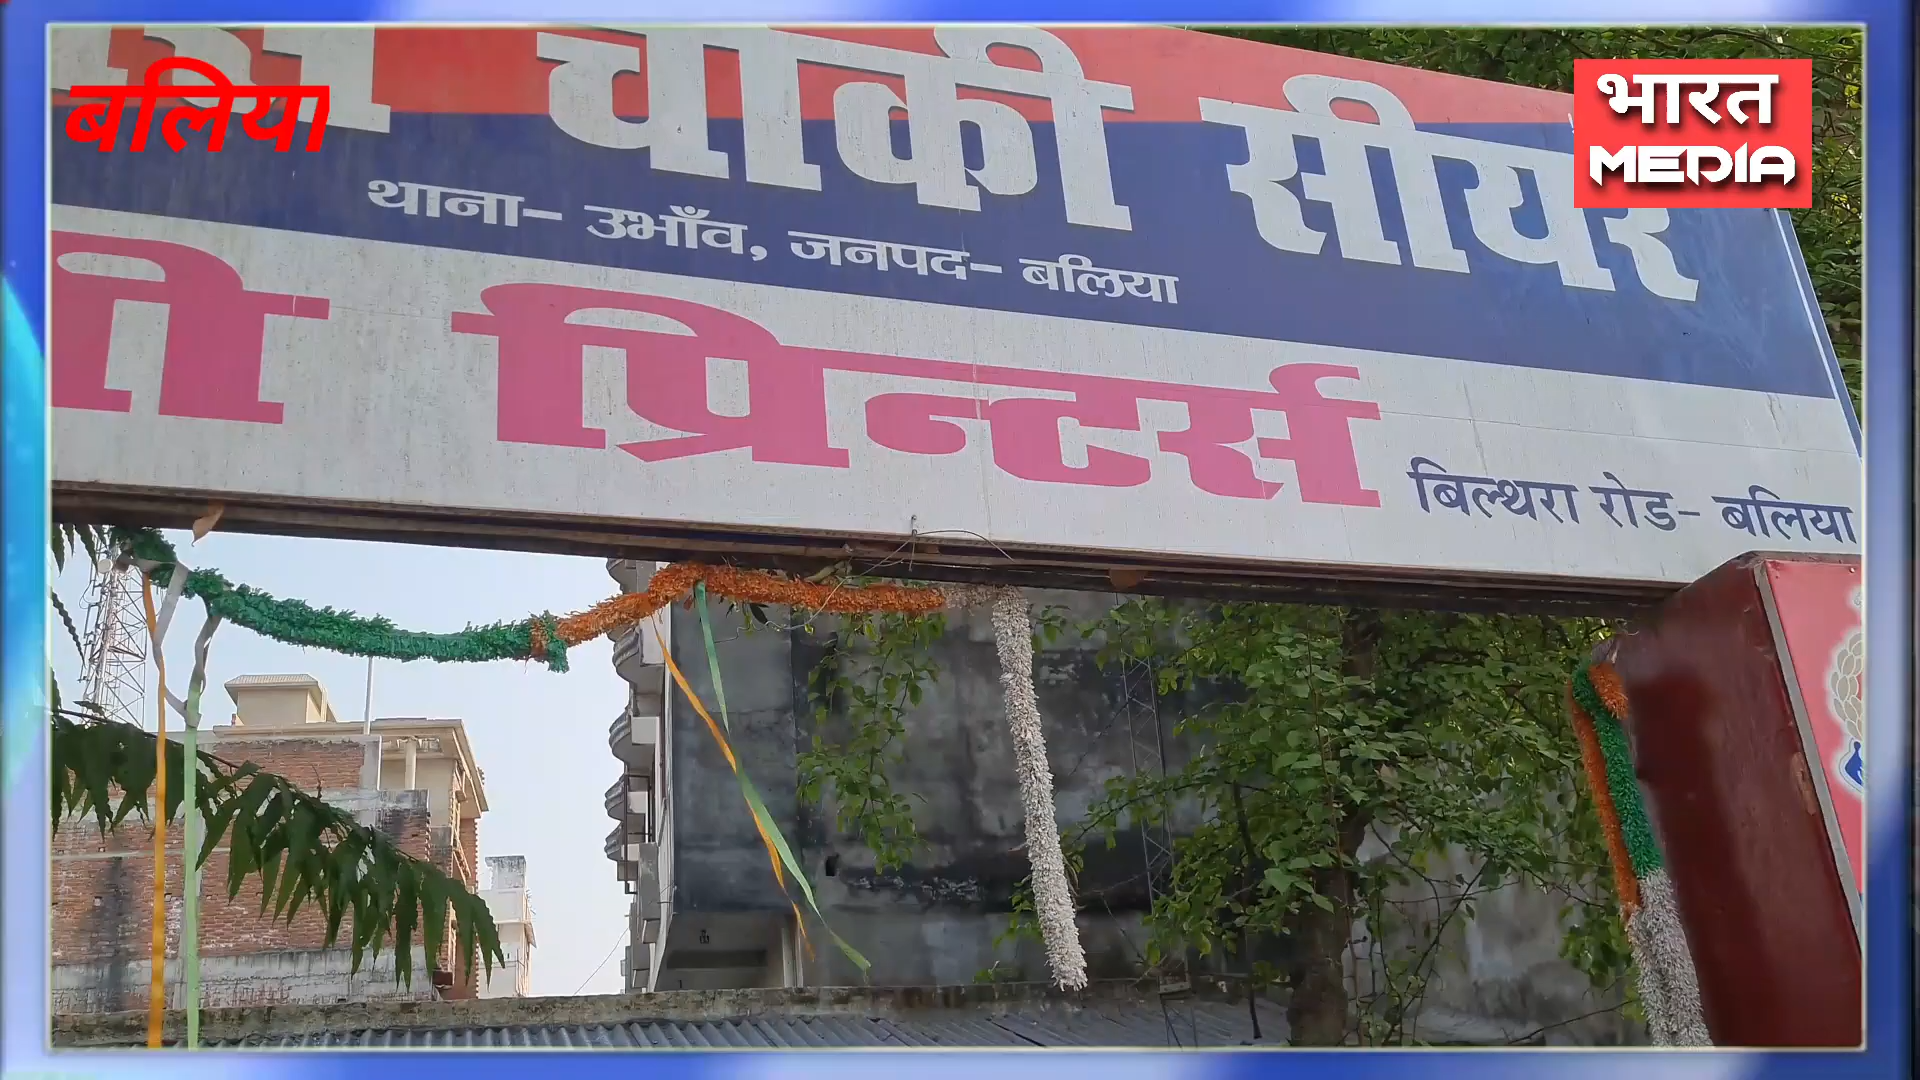 बलिया
भारत
MEDIA
चौकी सीयर
थाना- उभाँव, जनपद- बलिया
प्रिन्टर्स
बिल्थरा रोड- बलिया